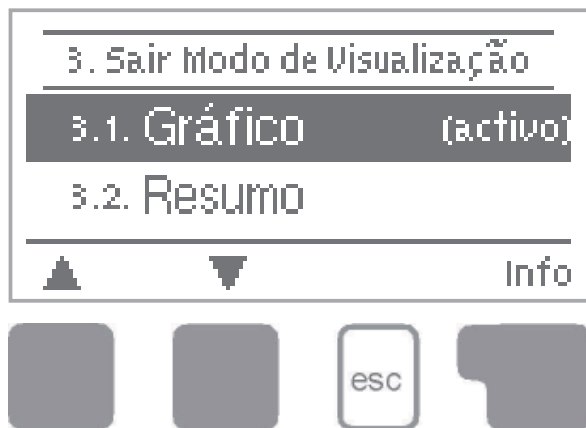 3. Sair Modo de Visualização
3.1. Gráfico (activo)
3.2. Resumo
Info
esc